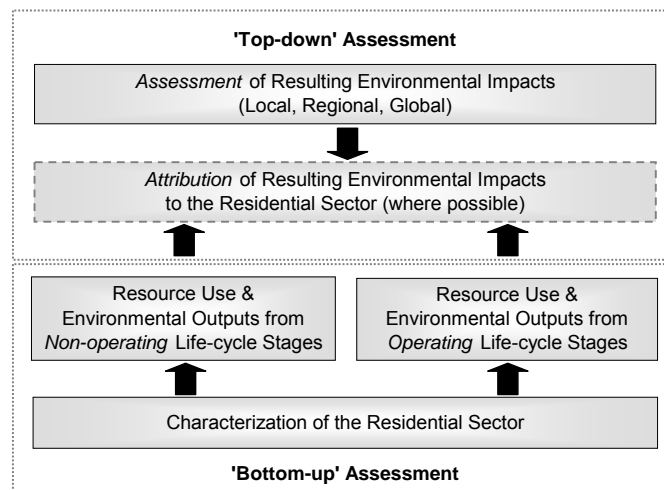 'Top-down' Assessment
Assessment of Resulting Environmental Impacts
(Local, Regional, Global)
Attribution of Resulting Environmental Impacts
to the Residential Sector (where possible)
Resource Use &
Environmental Outputs from
Non-operating Life-cycle Stages
Resource Use &
Environmental Outputs from
Operating Life-cycle Stages
Characterization of the Residential Sector
'Bottom-up' Assessment